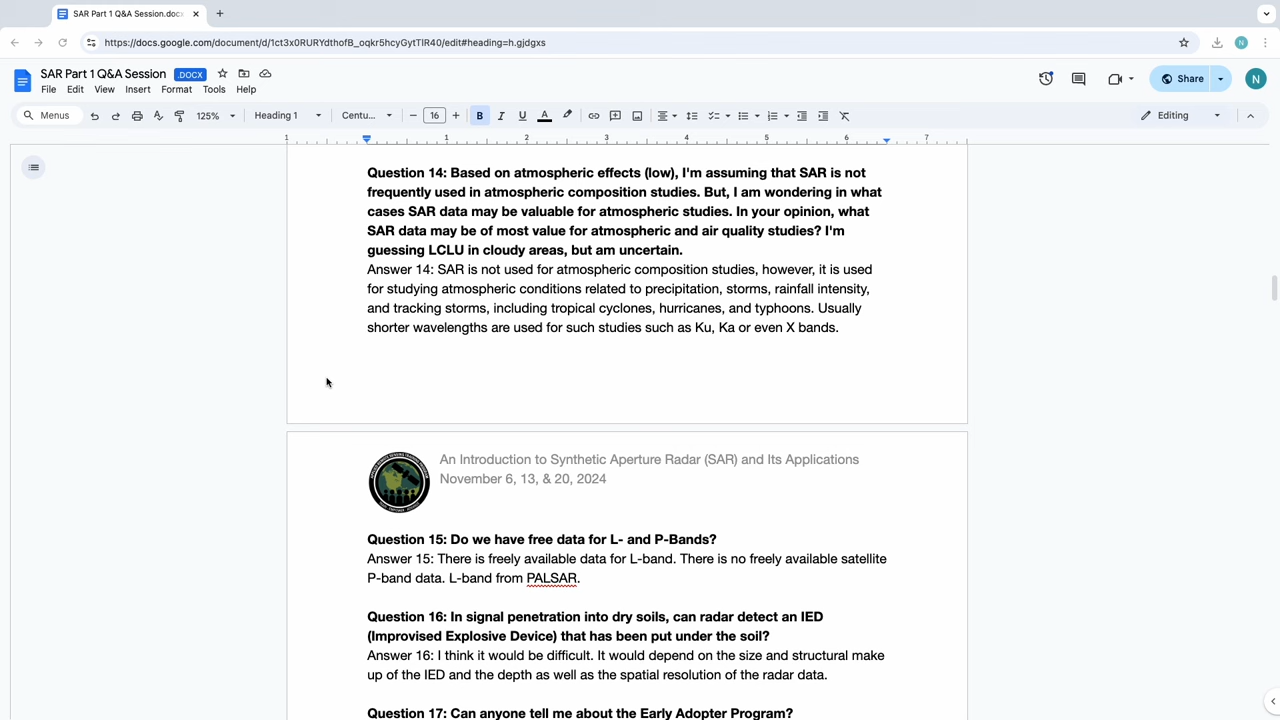 SAR Part 1 Q&A Session.docx
https://docs.google.com/document/d/1ct3x0RURYdthofB_oqkr5hcyGytTlR40/edit#heading=h.gjdgxs
N
SAR Part 1 Q&A Session .DOCX
File Edit View Insert Format Tools Help
Share
N
Menus 125% Heading 1 Centu... 16 B I U A Editing
1 1 2 3 4 5 6 7
Question 14: Based on atmospheric effects (low), I'm assuming that SAR is not
frequently used in atmospheric composition studies. But, I am wondering in what
cases SAR data may be valuable for atmospheric studies. In your opinion, what
SAR data may be of most value for atmospheric and air quality studies? I'm
guessing LCLU in cloudy areas, but am uncertain.
Answer 14: SAR is not used for atmospheric composition studies, however, it is used
for studying atmospheric conditions related to precipitation, storms, rainfall intensity,
and tracking storms, including tropical cyclones, hurricanes, and typhoons. Usually
shorter wavelengths are used for such studies such as Ku, Ka or even X bands.
An Introduction to Synthetic Aperture Radar (SAR) and Its Applications
November 6, 13, & 20, 2024
Question 15: Do we have free data for L- and P-Bands?
Answer 15: There is freely available data for L-band. There is no freely available satellite
P-band data. L-band from PALSAR.
Question 16: In signal penetration into dry soils, can radar detect an IED
(Improvised Explosive Device) that has been put under the soil?
Answer 16: I think it would be difficult. It would depend on the size and structural make
up of the IED and the depth as well as the spatial resolution of the radar data.
Question 17: Can anyone tell me about the Early Adopter Program?